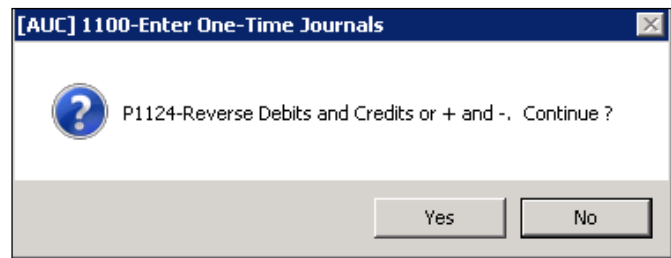 [AUC] 1100-Enter One-Time Journals
P1124-Reverse Debits and Credits or + and -.  Continue ?
Yes
No